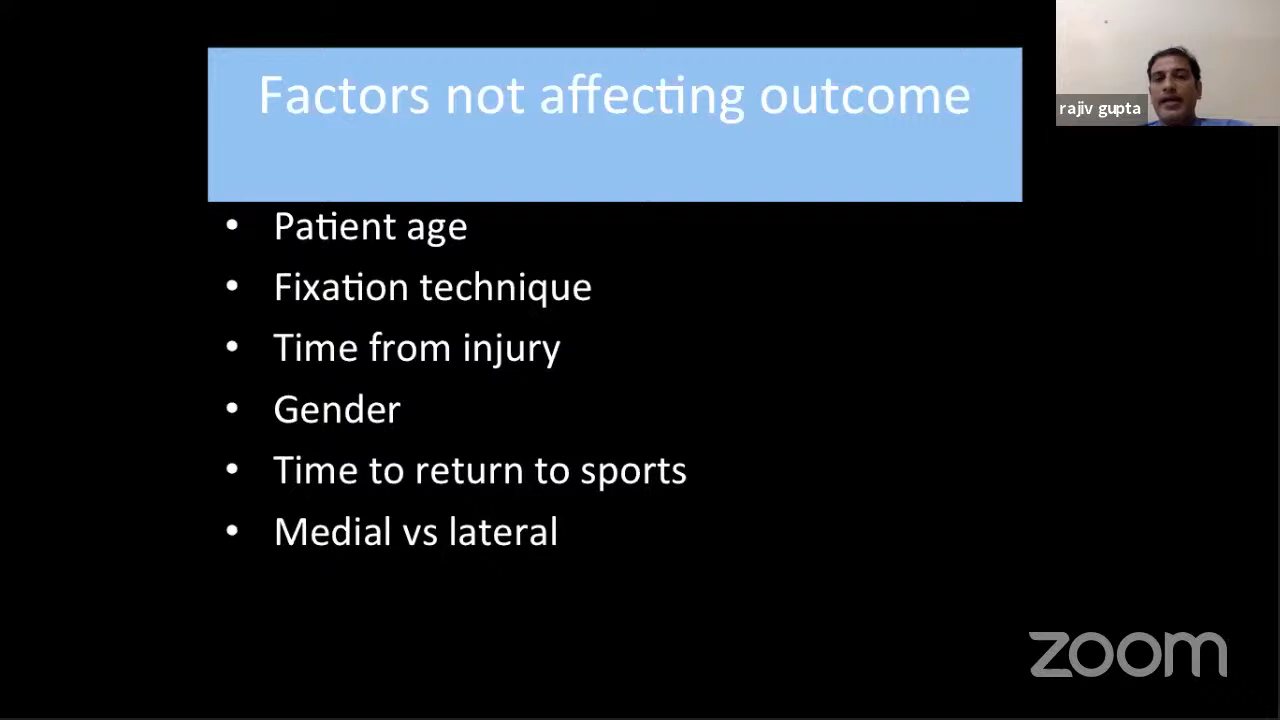 Factors not affecting outcome
rajiv gupta
• Patient age
• Fixation technique
• Time from injury
• Gender
• Time to return to sports
• Medial vs lateral
zoom